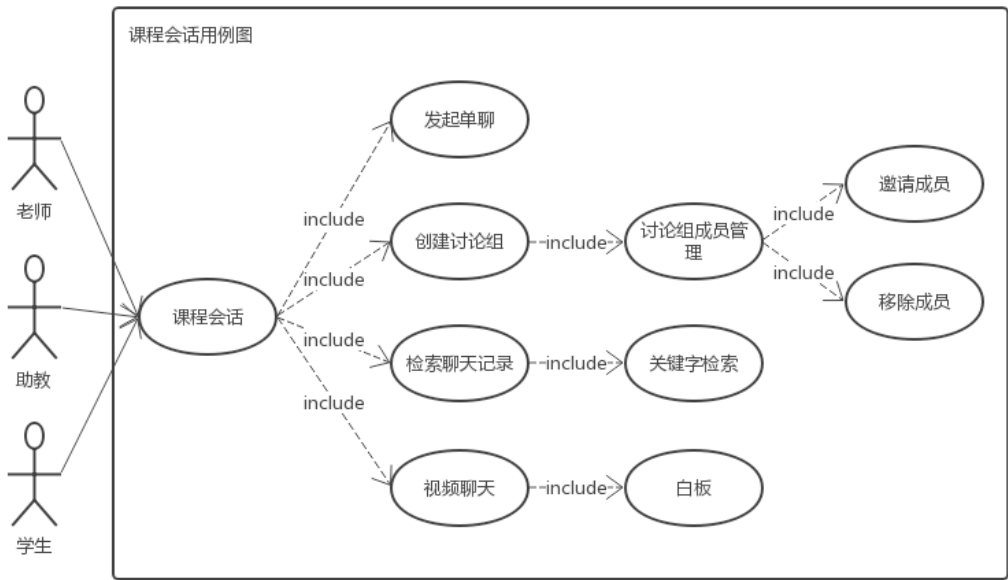 课程会话用例图
老师
助教
学生
课程会话
include
include
include
include
发起单聊
创建讨论组
检索聊天记录
视频聊天
include
include
include
讨论组成员管
理
关键字检索
白板
include
include
邀请成员
移除成员